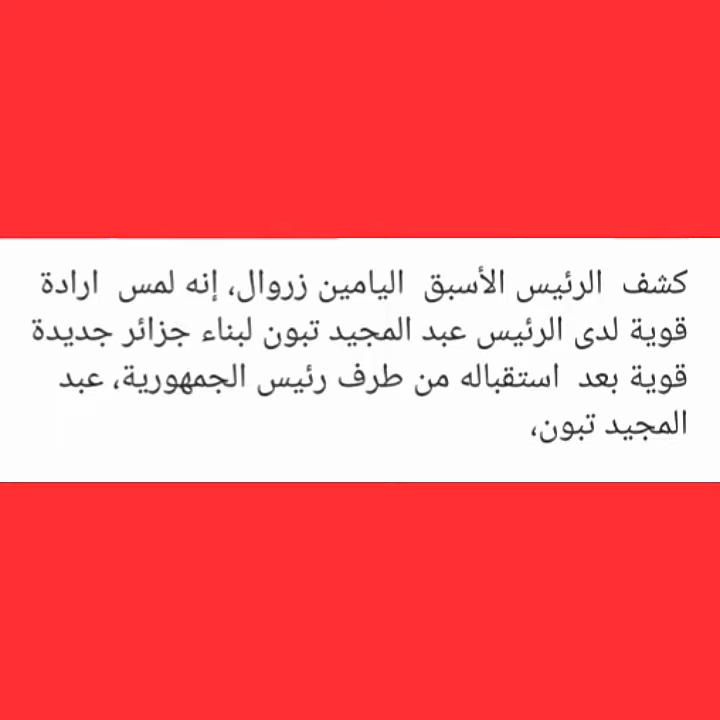 كشف  الرئيس الأسبق  اليامين زروال، إنه لمس  ارادة
قوية لدى الرئيس عبد المجيد تبون لبناء جزائر جديدة
قوية بعد  استقباله من طرف رئيس الجمهورية، عبد
المجيد تبون،